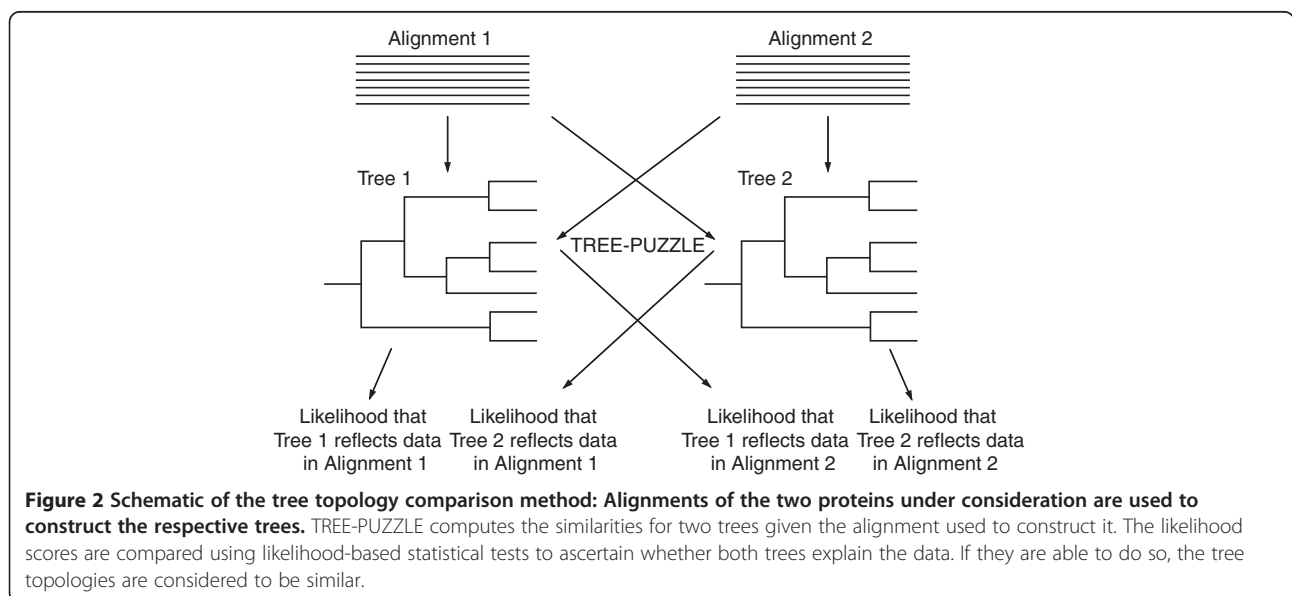 Alignment 1
Alignment 2
Tree 1
Tree 2
TREE-PUZZLE
Likelihood that
Tree 1 reflects data
in Alignment 1
Likelihood that
Tree 2 reflects data
in Alignment 1
Likelihood that
Tree 1 reflects data
in Alignment 2
Likelihood that
Tree 2 reflects data
in Alignment 2
Figure 2 Schematic of the tree topology comparison method: Alignments of the two proteins under consideration are used to
construct the respective trees. TREE-PUZZLE computes the similarities for two trees given the alignment used to construct it. The likelihood
scores are compared using likelihood-based statistical tests to ascertain whether both trees explain the data. If they are able to do so, the tree
topologies are considered to be similar.